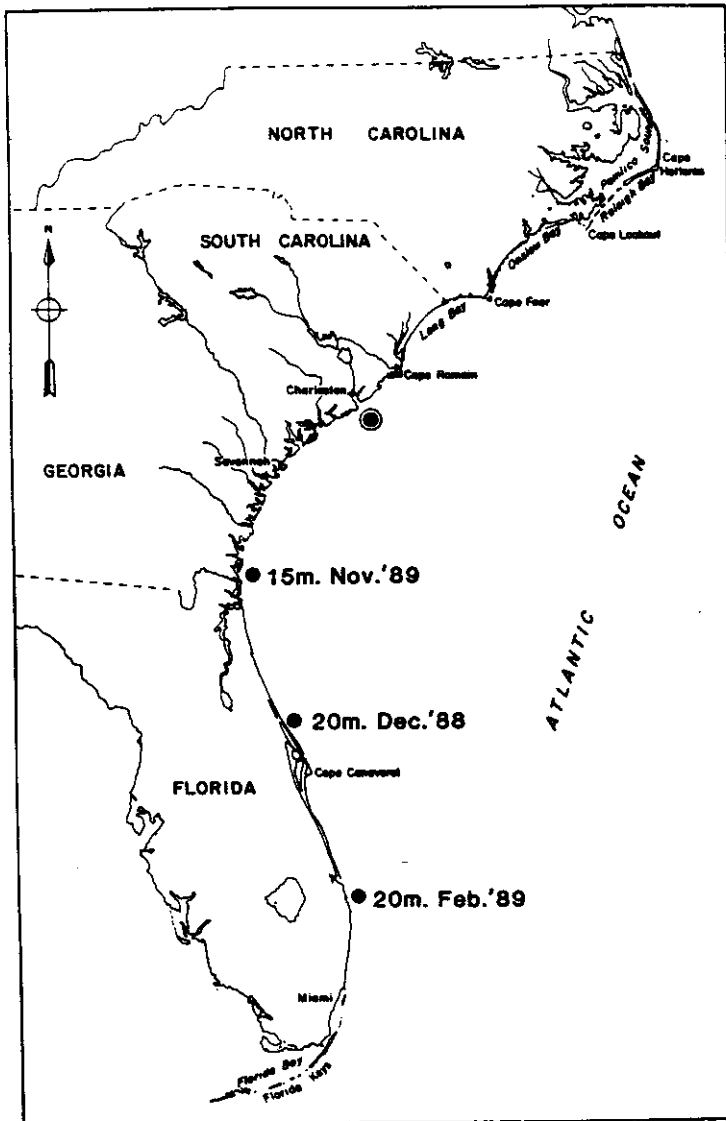 NORTH CAROLINA
Pamlico Sound
Cape Hatteras
Raleigh Bay
Cape Lookout
Onslow Bay
N
SOUTH CAROLINA
Cape Fear
Long Bay
Cape Romain
Charleston
Savannah
GEORGIA
ATLANTIC OCEAN
15m. Nov.'89
20m. Dec.'88
Cape Canaveral
FLORIDA
20m. Feb.'89
Miami
Florida Bay
Florida Keys